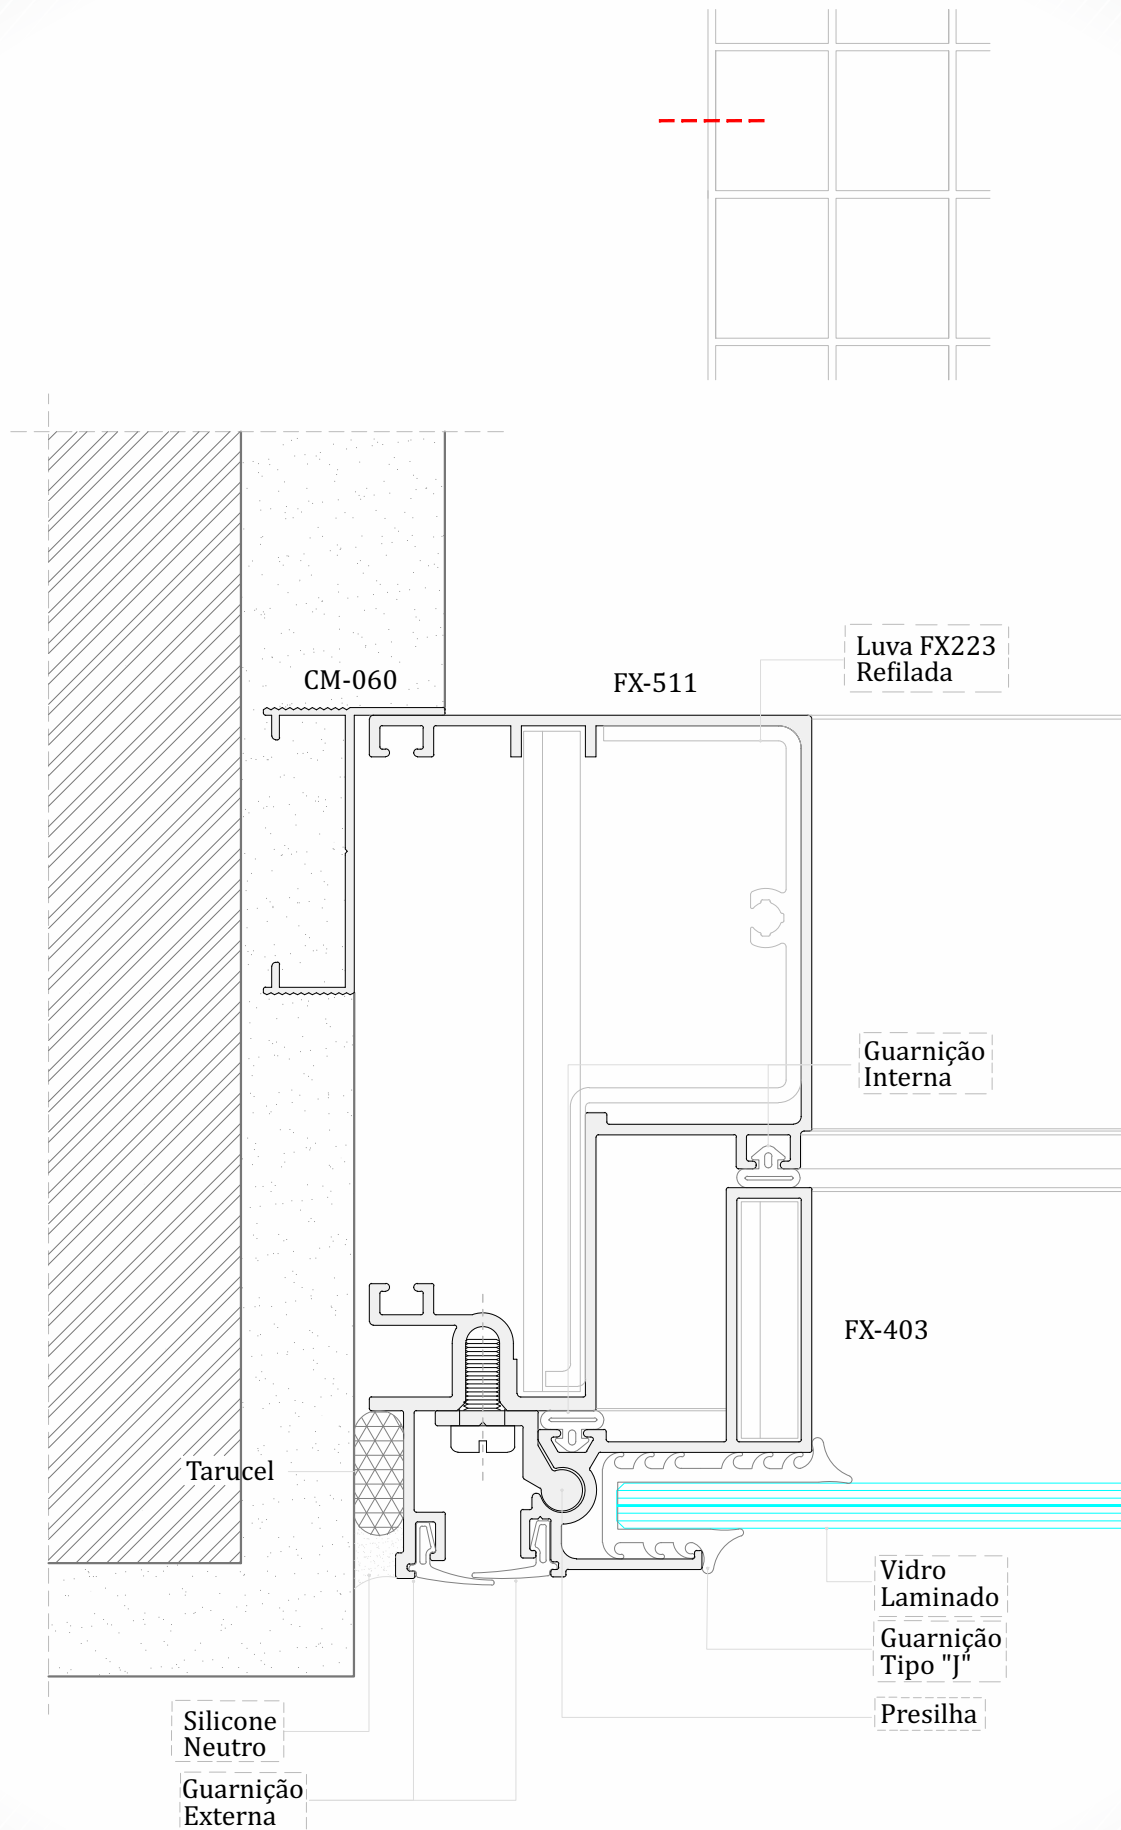 Luva FX223
Refilada
CM-060
FX-511
Guarnição
Interna
FX-403
Tarucel
Vidro
Laminado
Guarnição
Tipo "J"
Presilha
Silicone
Neutro
Guarnição
Externa